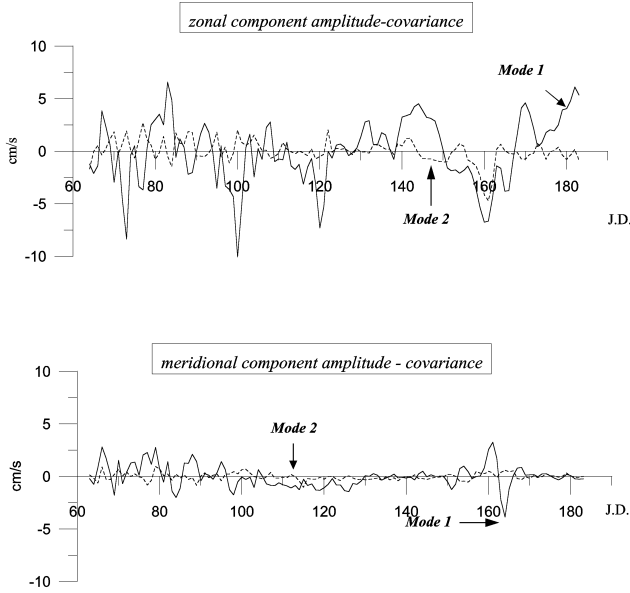 zonal component amplitude-covariance
10
5
0
-5
-10
cm/s
60 80 100 120 140 160 180
J.D.
Mode 1
Mode 2
meridional component amplitude - covariance
10
5
0
-5
-10
cm/s
60 80 100 120 140 160 180
J.D.
Mode 2
Mode 1